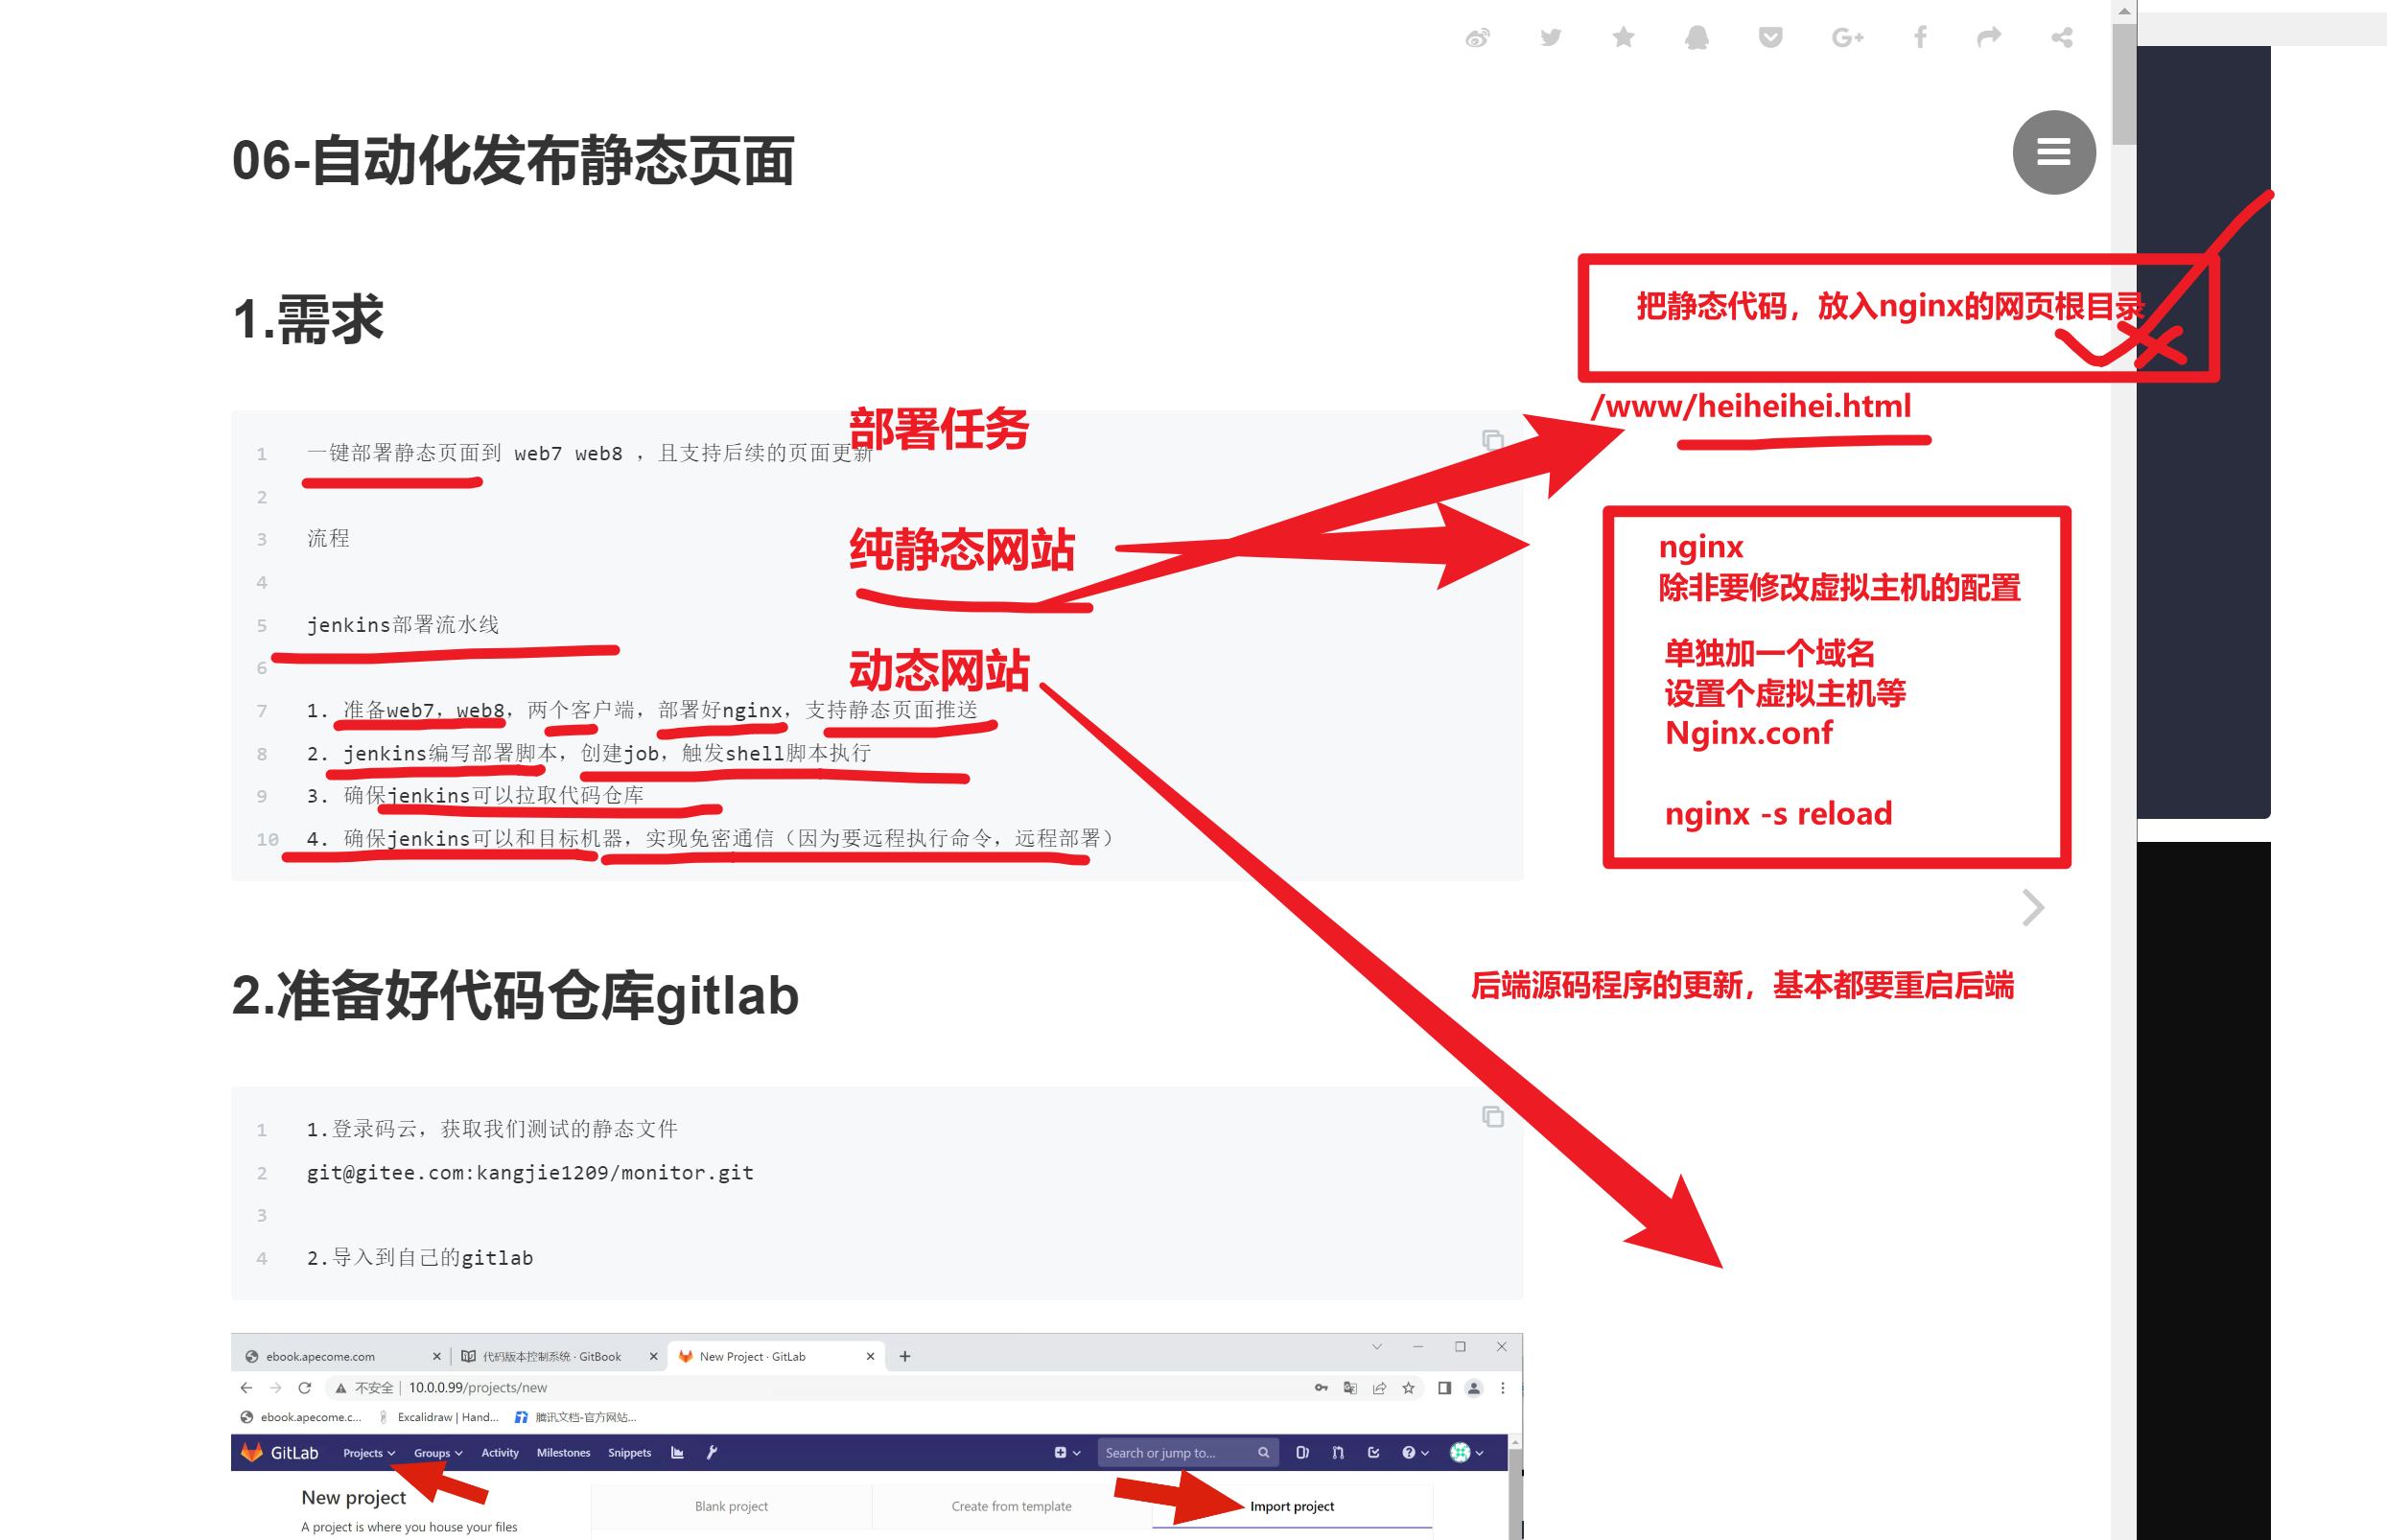 06-自动化发布静态页面
1.需求
把静态代码，放入nginx的网页根目录
/www/heiheihei.html
部署任务
1 一键部署静态页面到 web7 web8 ，且支持后续的页面更新
2
3 流程
4
纯静态网站
nginx
除非要修改虚拟主机的配置
5 jenkins部署流水线
6
动态网站
单独加一个域名
设置个虚拟主机等
Nginx.conf
7 1. 准备web7，web8，两个客户端，部署好nginx，支持静态页面推送
8 2. jenkins编写部署脚本，创建job，触发shell脚本执行
9 3. 确保jenkins可以拉取代码仓库
nginx -s reload
10 4. 确保jenkins可以和目标机器，实现免密通信（因为要远程执行命令，远程部署）
2.准备好代码仓库gitlab
后端源码程序的更新，基本都要重启后端
1 1.登录码云，获取我们测试的静态文件
2 git@gitee.com:kangjie1209/monitor.git
3
4 2.导入到自己的gitlab
ebook.apecome.com 代码版本控制系统 · GitBook New Project · GitLab
不安全 10.0.0.99/projects/new
ebook.apecome.c... Excalidraw | Hand... 腾讯文档-官方网站...
GitLab Projects Groups Activity Milestones Snippets Search or jump to...
New project Blank project Create from template Import project
A project is where you house your files